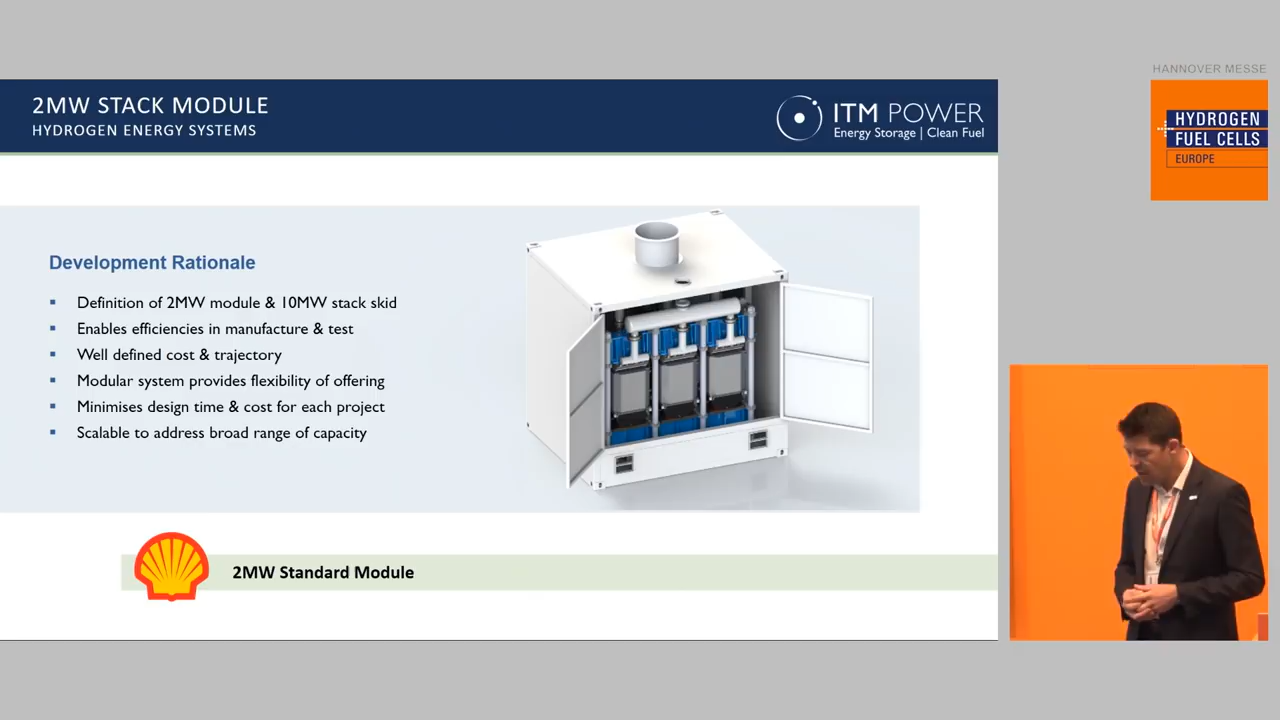 2MW STACK MODULE
HYDROGEN ENERGY SYSTEMS
ITM POWER
Energy Storage | Clean Fuel
Development Rationale
Definition of 2MW module & 10MW stack skid
Enables efficiencies in manufacture & test
Well defined cost & trajectory
Modular system provides flexibility of offering
Minimises design time & cost for each project
Scalable to address broad range of capacity
2MW Standard Module
HANNOVER MESSE
HYDROGEN
FUEL CELLS
EUROPE